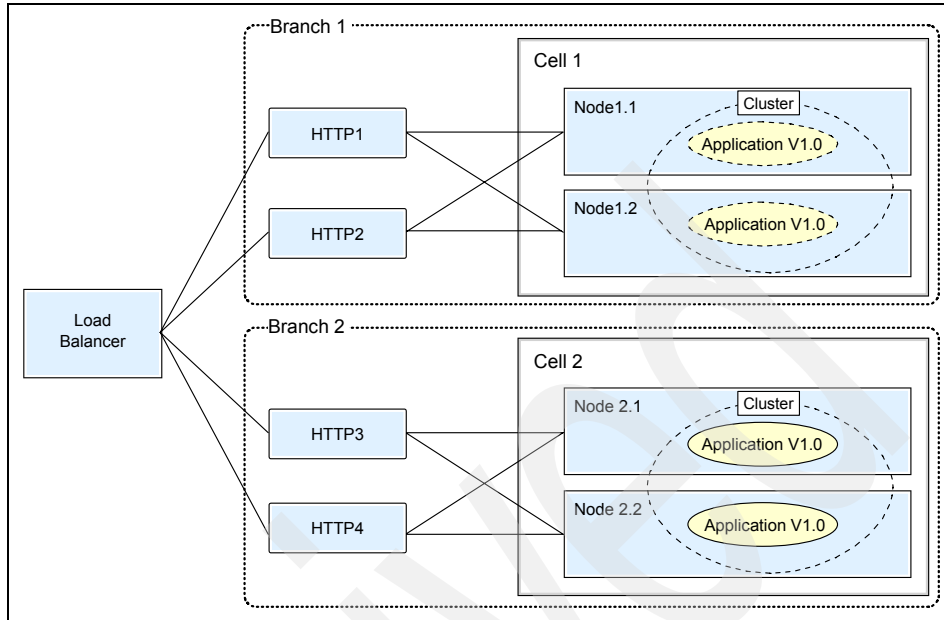 Branch 1
Cell 1
Node1.1
Cluster
Application V1.0
HTTP1
Node1.2
Application V1.0
HTTP2
Load
Balancer
Branch 2
Cell 2
Node 2.1
Cluster
Application V1.0
HTTP3
Node 2.2
Application V1.0
HTTP4